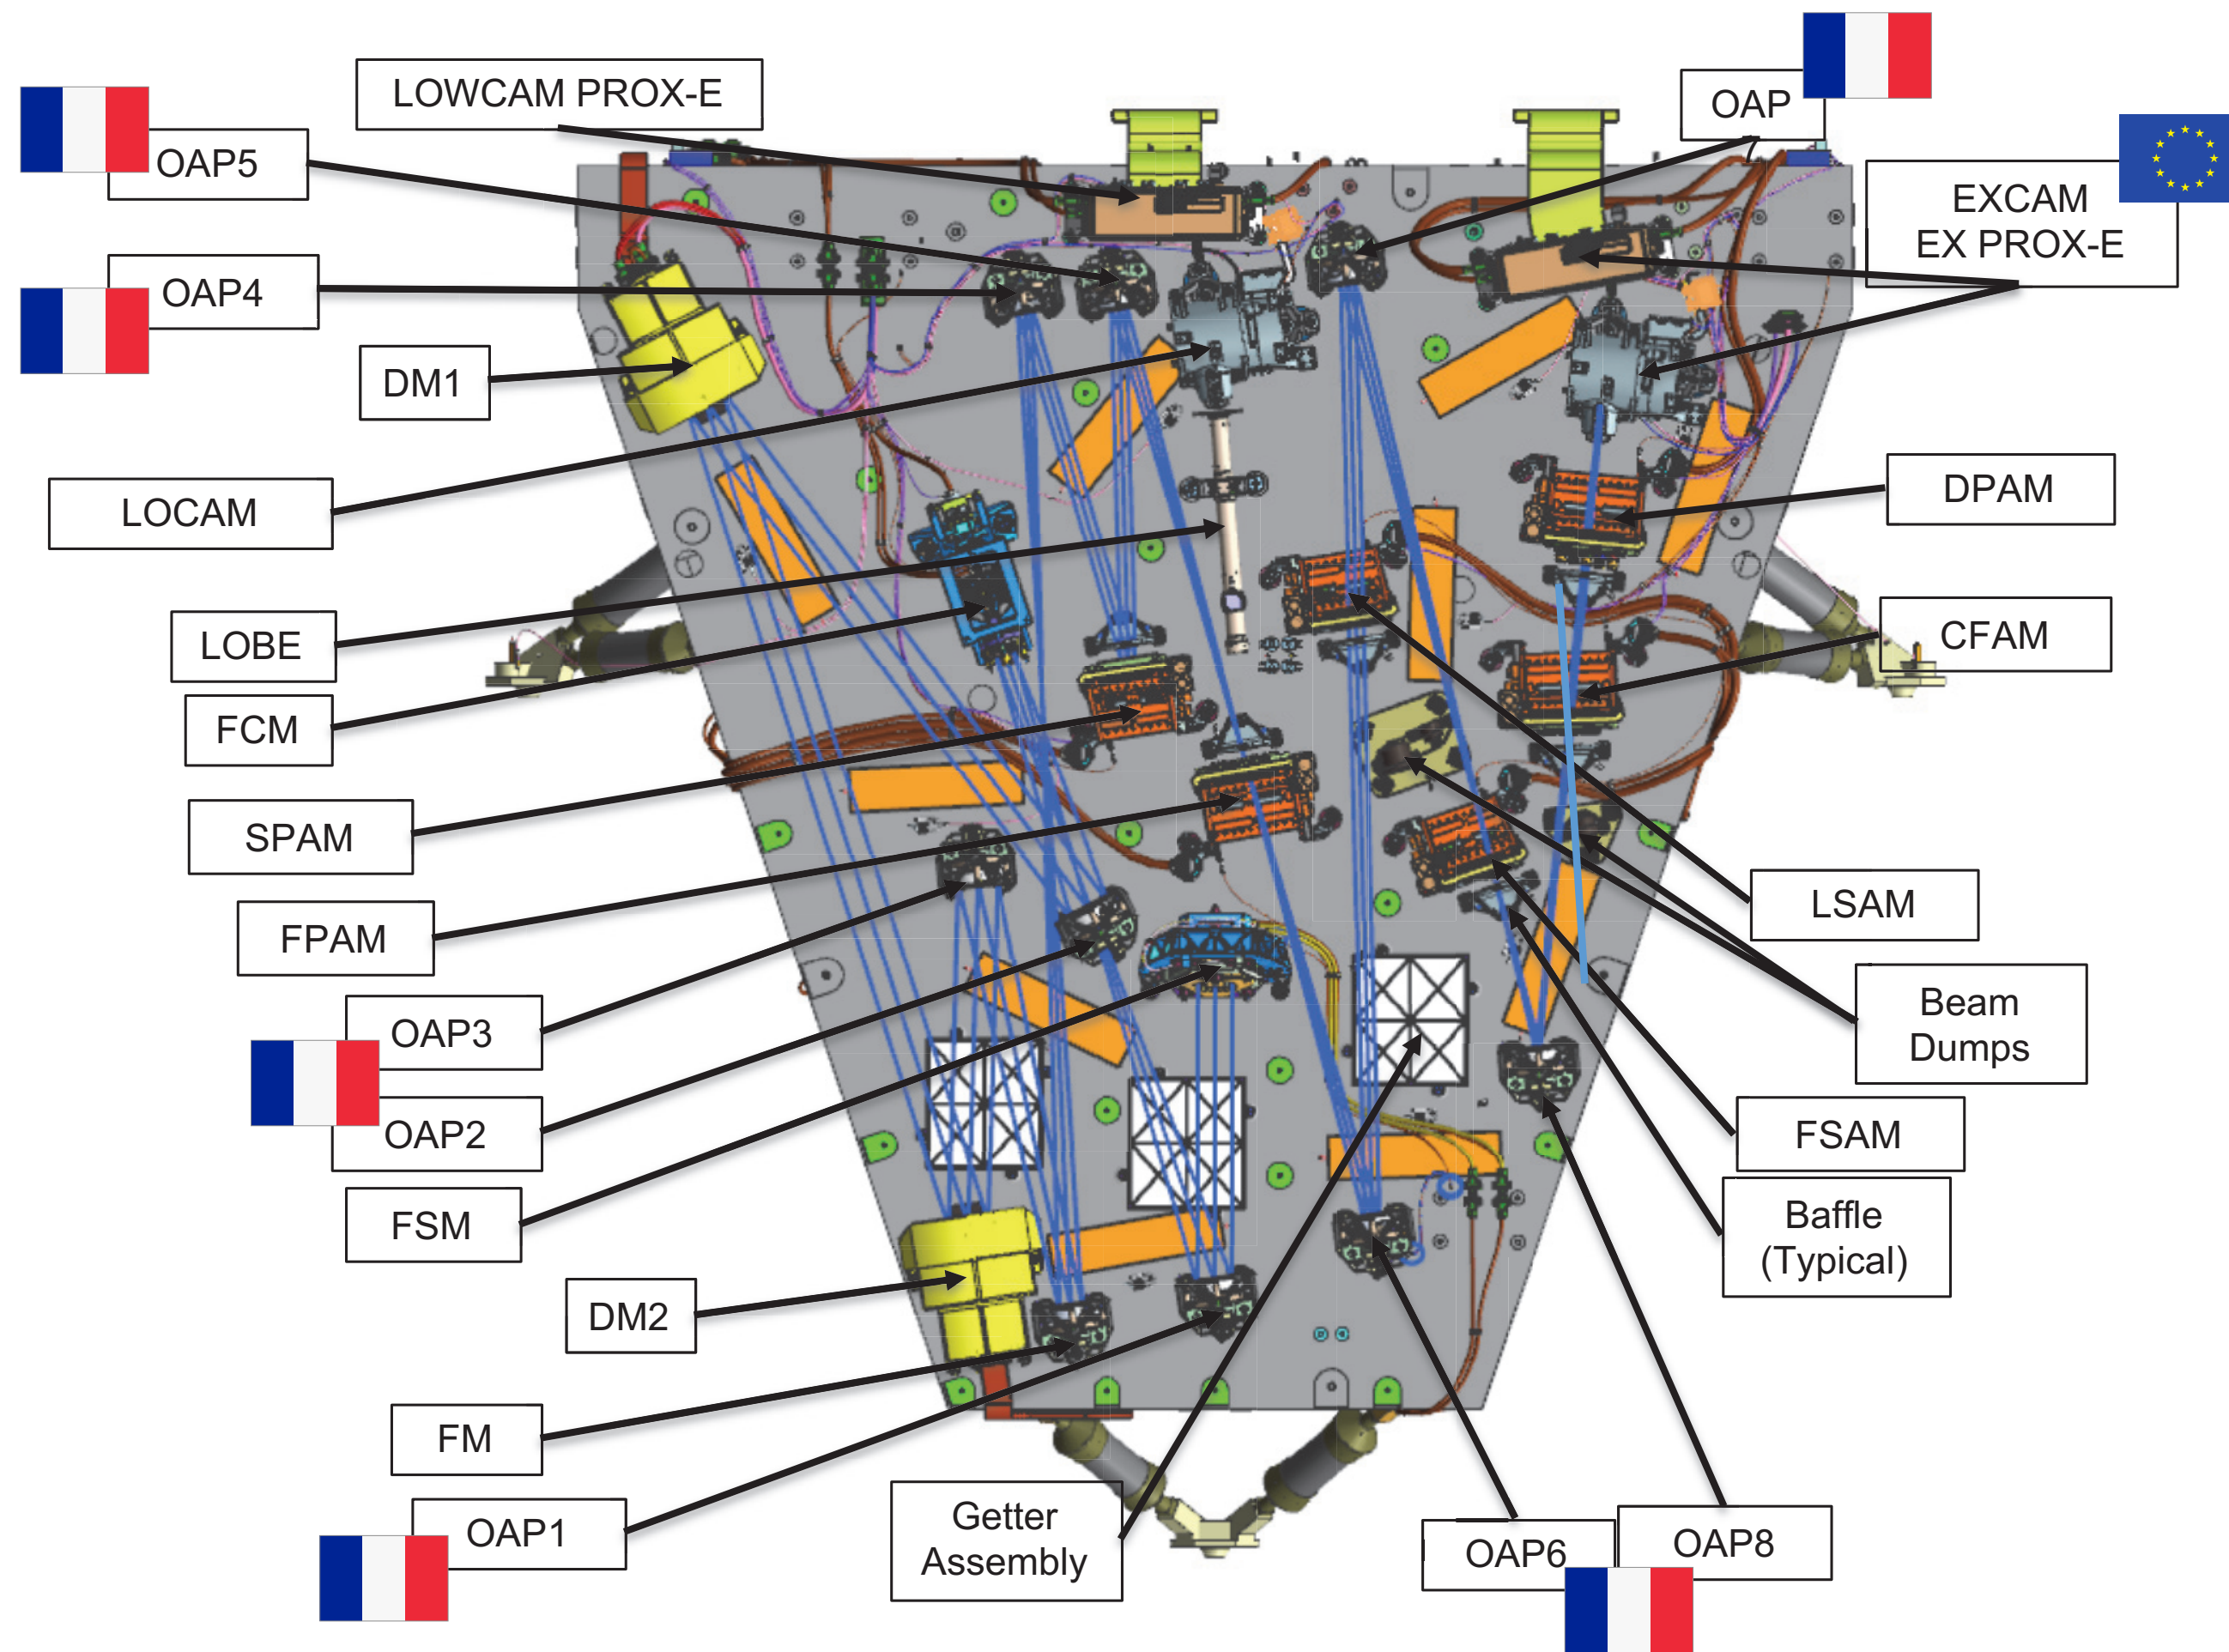 LOWCAM PROX-E
OAP
OAP5
EXCAM
EX PROX-E
OAP4
DM1
DPAM
LOCAM
CFAM
LOBE
FCM
SPAM
LSAM
FPAM
Beam
Dumps
OAP3
OAP2
FSAM
FSM
Baffle
(Typical)
DM2
FM
OAP1
Getter
Assembly
OAP6
OAP8